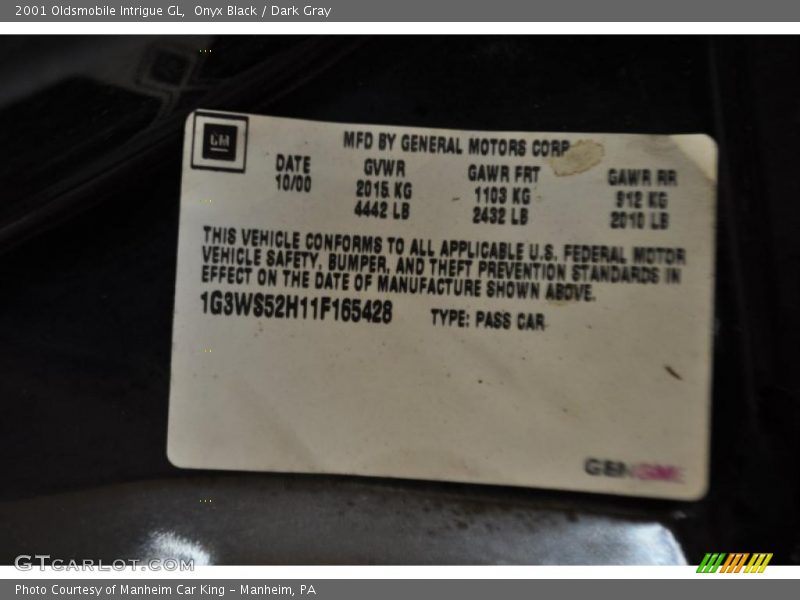 2001 Oldsmobile Intrigue GL,  Onyx Black / Dark Gray
GM
MFD BY GENERAL MOTORS CORP
DATE GVWR GAWR FRT GAWR RR
10/00 2015 KG 1103 KG 912 KG
4442 LB 2432 LB 2010 LB
THIS VEHICLE CONFORMS TO ALL APPLICABLE U.S. FEDERAL MOTOR
VEHICLE SAFETY, BUMPER, AND THEFT PREVENTION STANDARDS IN
EFFECT ON THE DATE OF MANUFACTURE SHOWN ABOVE.
1G3WS52H11F165428 TYPE: PASS CAR
GTcarlot.com
Photo Courtesy of Manheim Car King - Manheim, PA